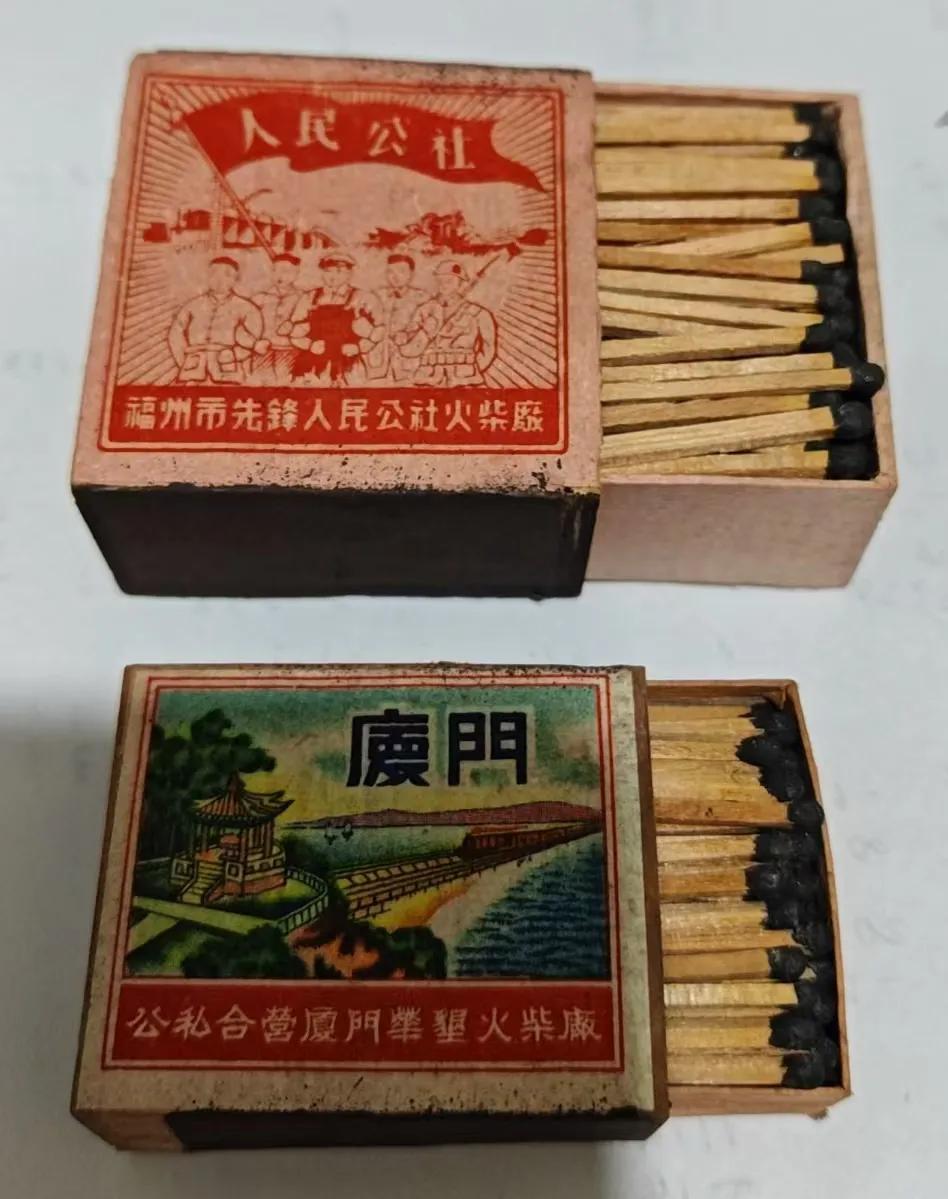 人民公社
福州市先鋒人民公社火柴廠
廈門
公私合营廈門華墾火柴廠